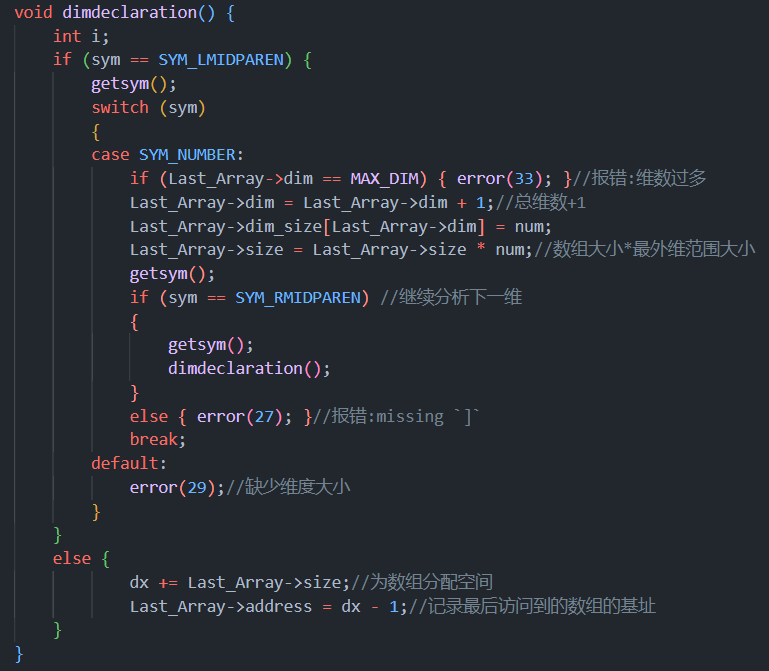 void dimdeclaration() {
    int i;
    if (sym == SYM_LMIDPAREN) {
        getsym();
        switch (sym)
        {
        case SYM_NUMBER:
            if (Last_Array->dim == MAX_DIM) { error(33); }//报错:维数过多
            Last_Array->dim = Last_Array->dim + 1;//总维数+1
            Last_Array->dim_size[Last_Array->dim] = num;
            Last_Array->size = Last_Array->size * num;//数组大小*最外维范围大小
            getsym();
            if (sym == SYM_RMIDPAREN) //继续分析下一维
            {
                getsym();
                dimdeclaration();
            }
            else { error(27); }//报错:missing `]`
            break;
        default:
            error(29);//缺少维度大小
        }
    }
    else {
            dx += Last_Array->size;//为数组分配空间
            Last_Array->address = dx - 1;//记录最后访问到的数组的基址
    }
}